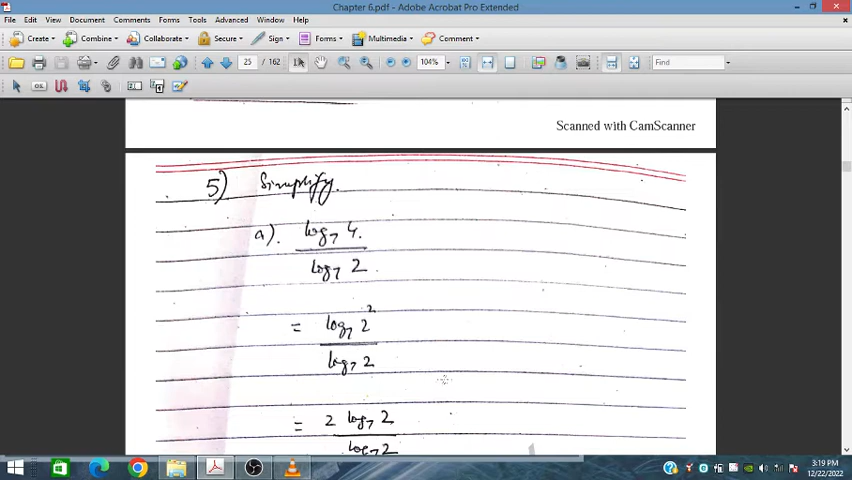 Chapter 6.pdf - Adobe Acrobat Pro Extended
File Edit View Document Comments Forms Tools Advanced Window Help
Create Combine Collaborate Secure Sign Forms Multimedia Comment
25 / 162 104% Find
Scanned with CamScanner
5) Simplify.
a). log₇ 4.
log₇ 2.
= log₇ 2²
log₇ 2
= 2 log₇ 2
log₇ 2
3:19 PM
12/22/2022